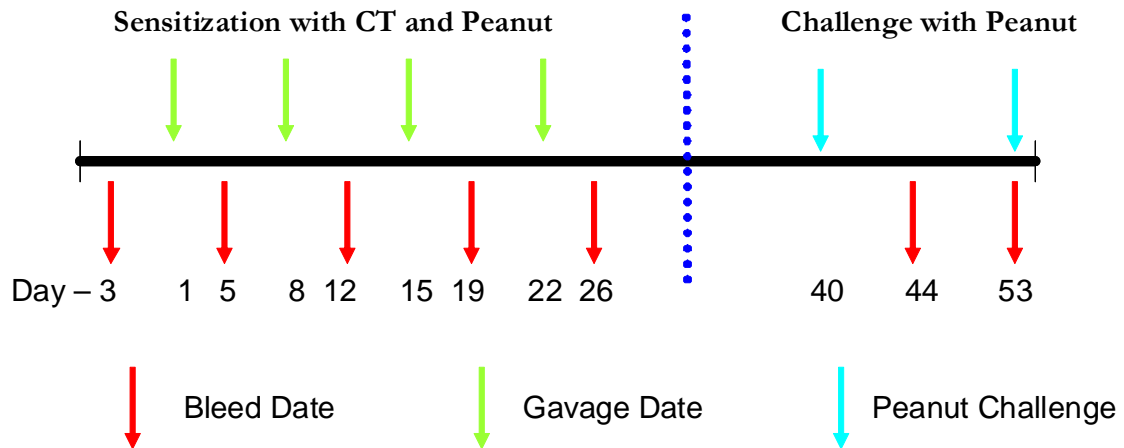 Sensitization with CT and Peanut Challenge with Peanut
Day – 3 1 5 8 12 15 19 22 26 40 44 53
Bleed Date Gavage Date Peanut Challenge